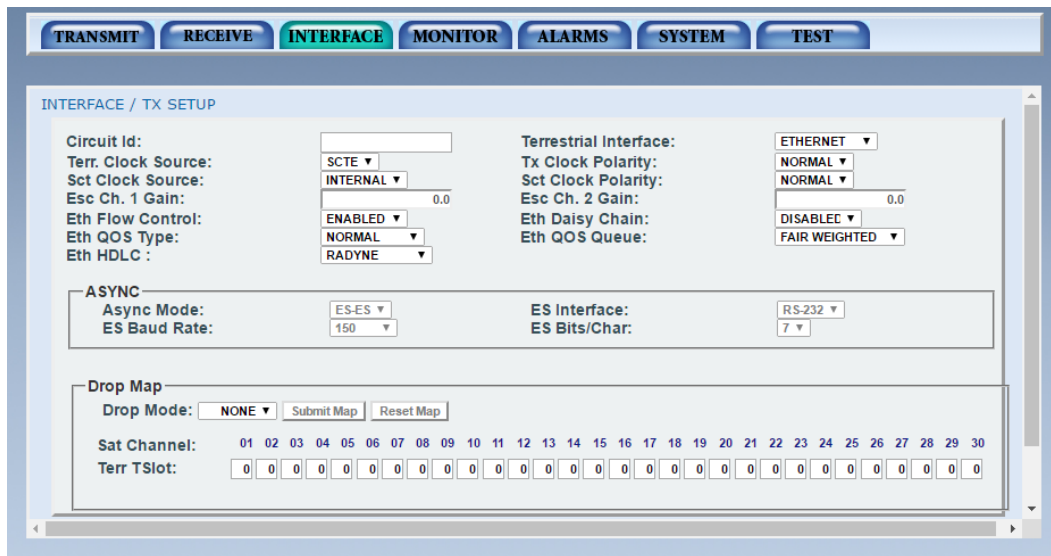 TRANSMIT RECEIVE INTERFACE MONITOR ALARMS SYSTEM TEST
INTERFACE / TX SETUP
Circuit Id: Terrestrial Interface: ETHERNET
Terr. Clock Source: SCTE Tx Clock Polarity: NORMAL
Sct Clock Source: INTERNAL Sct Clock Polarity: NORMAL
Esc Ch. 1 Gain: 0.0 Esc Ch. 2 Gain: 0.0
Eth Flow Control: ENABLED Eth Daisy Chain: DISABLED
Eth QOS Type: NORMAL Eth QOS Queue: FAIR WEIGHTED
Eth HDLC : RADYNE
ASYNC
Async Mode: ES-ES ES Interface: RS-232
ES Baud Rate: 150 ES Bits/Char: 7
Drop Map
Drop Mode: NONE Submit Map Reset Map
Sat Channel: 01 02 03 04 05 06 07 08 09 10 11 12 13 14 15 16 17 18 19 20 21 22 23 24 25 26 27 28 29 30
Terr TSlot: 0 0 0 0 0 0 0 0 0 0 0 0 0 0 0 0 0 0 0 0 0 0 0 0 0 0 0 0 0 0